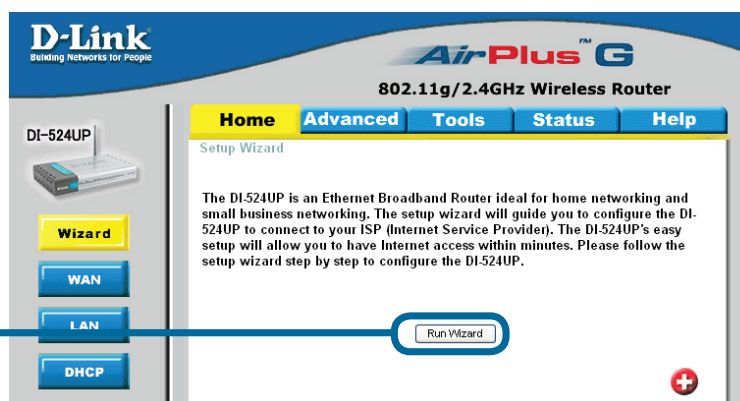 D-Link
Building Networks for People
AirPlus™ G
802.11g/2.4GHz Wireless Router
DI-524UP
Home Advanced Tools Status Help
Setup Wizard
The DI-524UP is an Ethernet Broadband Router ideal for home networking and
small business networking. The setup wizard will guide you to configure the DI-
524UP to connect to your ISP (Internet Service Provider). The DI-524UP's easy
setup will allow you to have Internet access within minutes. Please follow the
setup wizard step by step to configure the DI-524UP.
Wizard
WAN
LAN
DHCP
Run Wizard